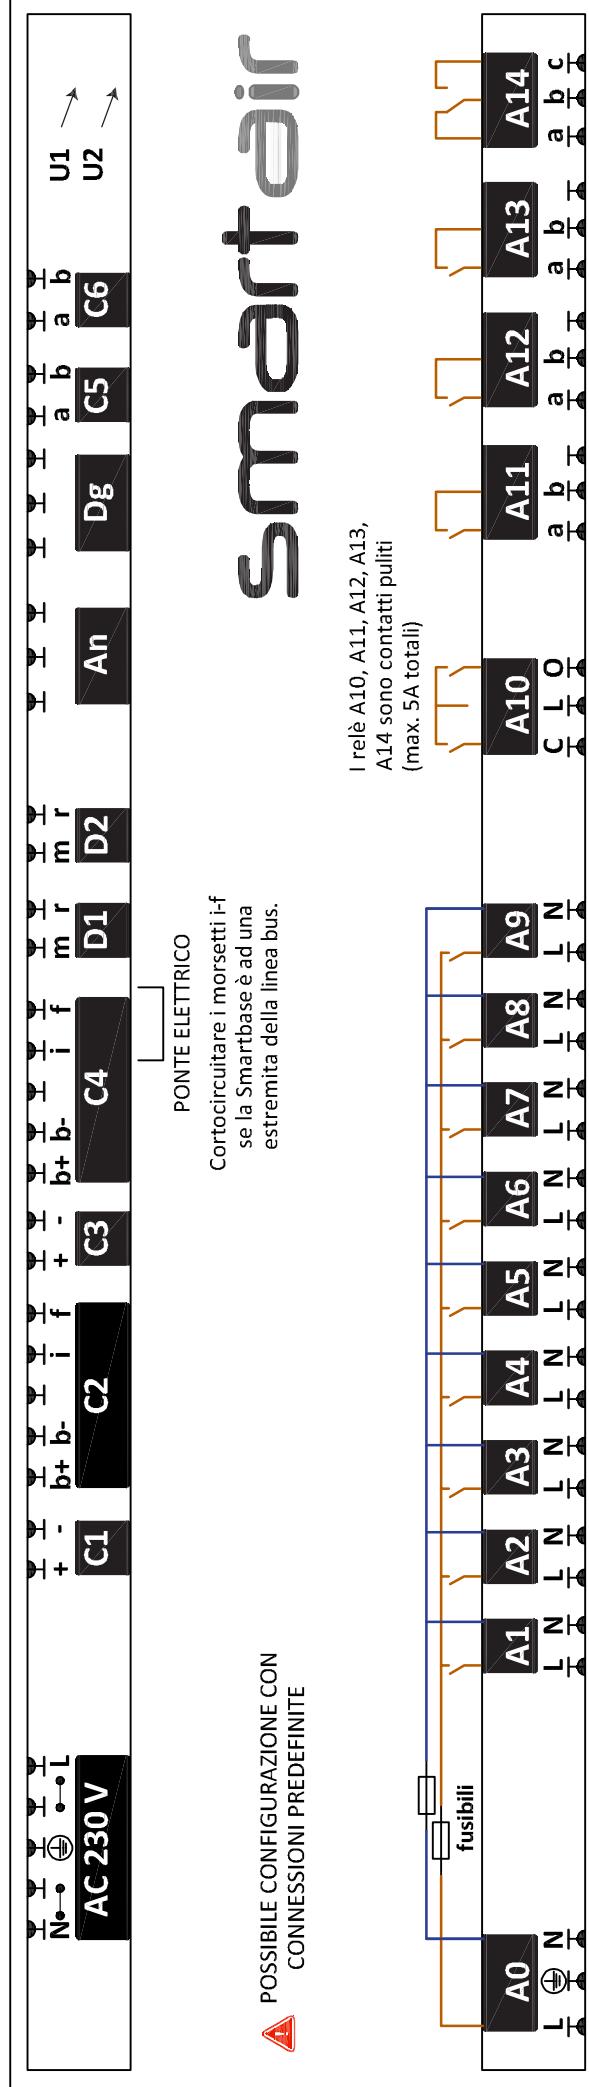 N L
AC 230 V
+ -
C1
b+ b- i f
C2
+ -
C3
b+ b- i f
C4
m r
D1
m r
D2
An
Dg
a b
C5
a b
C6
U1
U2
PONTE ELETTRICO
Cortocircuitare i morsetti i-f
se la Smartbase è ad una
estremita della linea bus.
smartair
POSSIBILE CONFIGURAZIONE CON
CONNESSIONI PREDEFINITE
I relè A10, A11, A12, A13,
A14 sono contatti puliti
(max. 5A totali)
fusibili
A0
L N
A1
L N
A2
L N
A3
L N
A4
L N
A5
L N
A6
L N
A7
L N
A8
L N
A9
L N
A10
C L O
A11
a b
A12
a b
A13
a b
A14
a b c